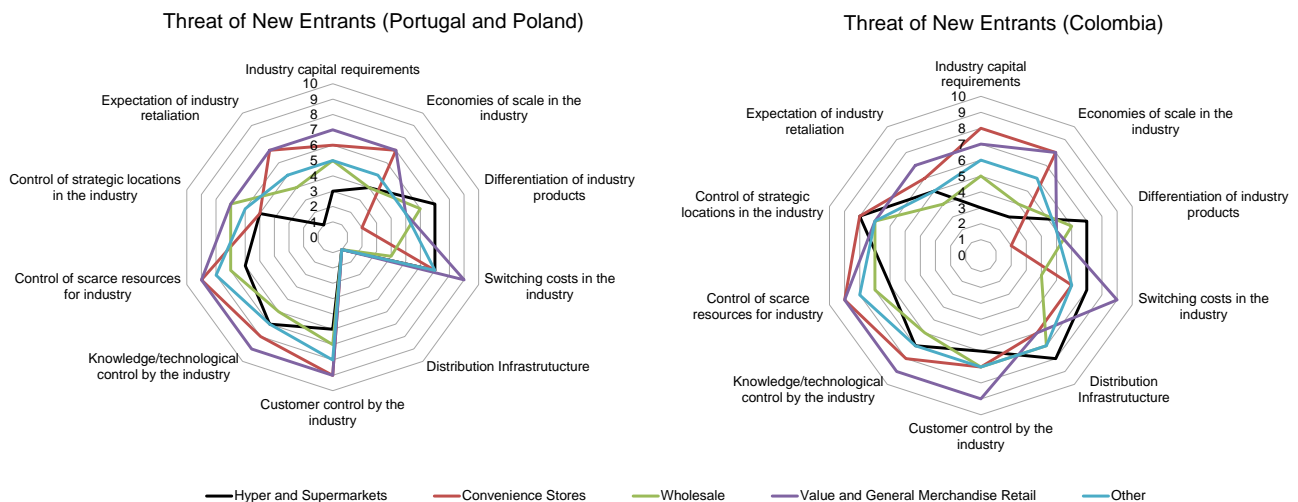 Threat of New Entrants (Portugal and Poland)
Industry capital requirements
Economies of scale in the
industry
Differentiation of industry
products
Switching costs in the
industry
Distribution Infrastrutucture
Customer control by the
industry
Knowledge/technological
control by the industry
Control of scarce resources
for industry
Control of strategic locations
in the industry
Expectation of industry
retaliation
10
9
8
7
6
5
4
3
2
1
0
Threat of New Entrants (Colombia)
Industry capital
requirements
Economies of scale in the
industry
Differentiation of industry
products
Switching costs in the
industry
Distribution
Infrastrutucture
Customer control by the
industry
Knowledge/technological
control by the industry
Control of scarce
resources for industry
Control of strategic
locations in the industry
Expectation of industry
retaliation
10
9
8
7
6
5
4
3
2
1
0
Hyper and Supermarkets
Convenience Stores
Wholesale
Value and General Merchandise Retail
Other